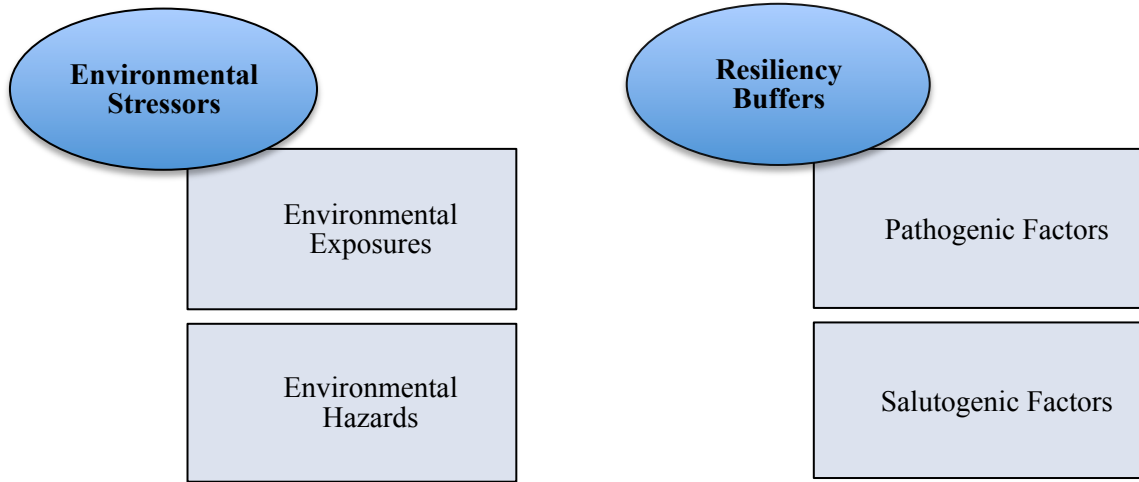 Environmental
Stressors
Environmental
Exposures
Environmental
Hazards
Resiliency
Buffers
Pathogenic Factors
Salutogenic Factors